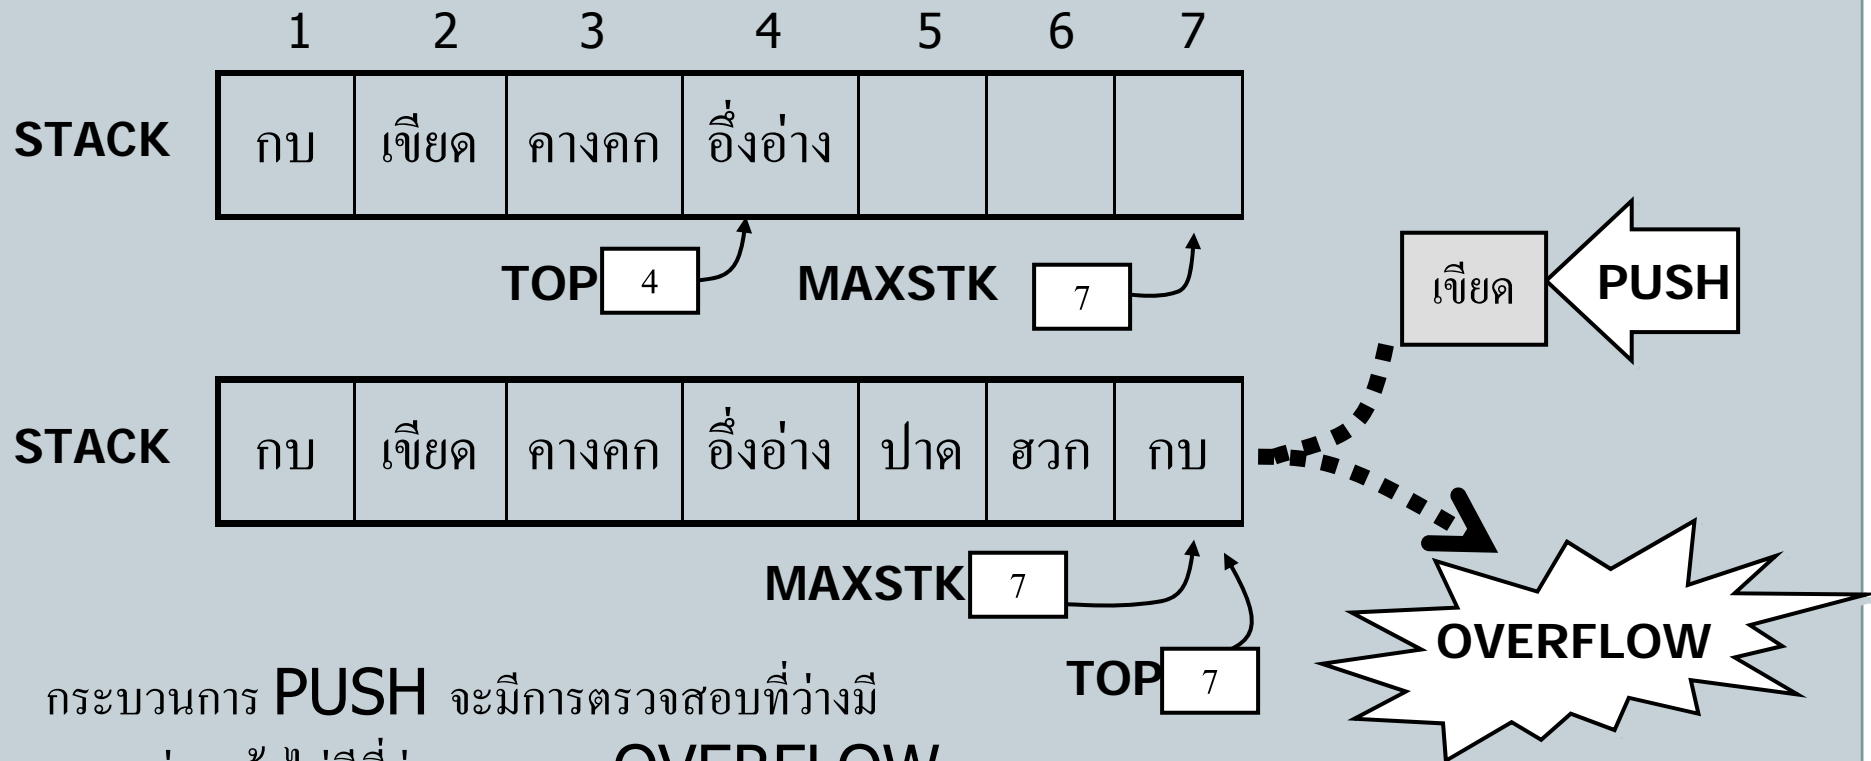 1 2 3 4 5 6 7
STACK กบ เขียด คางคก อึ่งอ่าง
TOP 4 MAXSTK 7
เขียด PUSH
STACK กบ เขียด คางคก อึ่งอ่าง ปาด ฮวก กบ
MAXSTK 7
OVERFLOW
TOP 7
กระบวนการ PUSH จะมีการตรวจสอบที่ว่างมี
OVERFLOW